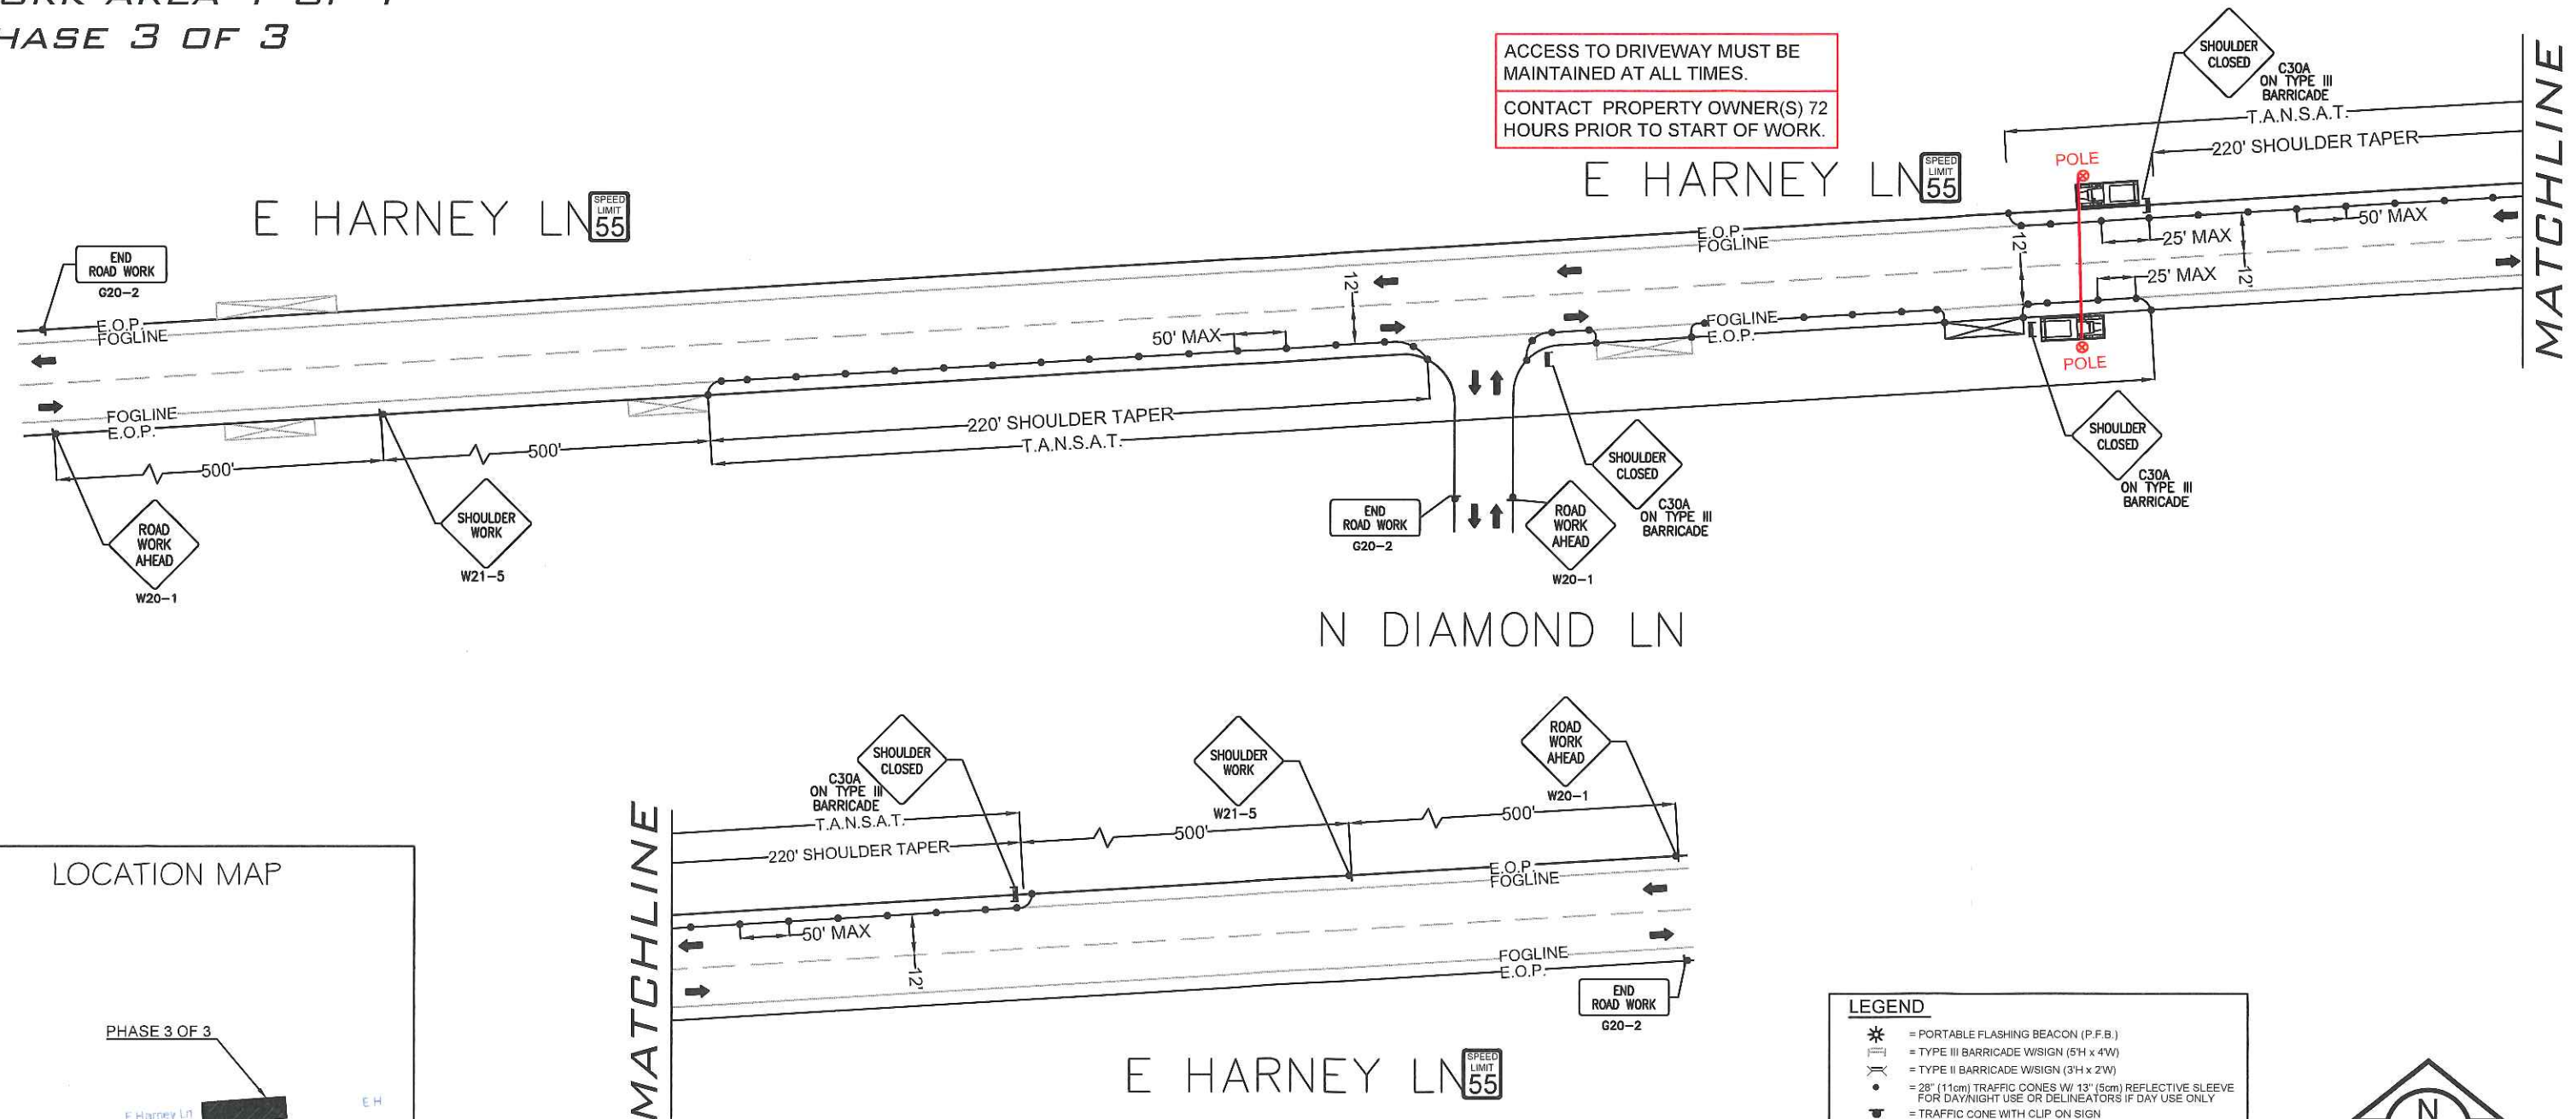 PHASE 3 OF 3
ACCESS TO DRIVEWAY MUST BE
MAINTAINED AT ALL TIMES.
CONTACT PROPERTY OWNER(S) 72
HOURS PRIOR TO START OF WORK.
SHOULDER
CLOSED
C30A
ON TYPE III
BARRICADE
T.A.N.S.A.T.
220' SHOULDER TAPER
MATCHLINE
E HARNEY LN
SPEED
LIMIT
55
E HARNEY LN
SPEED
LIMIT
55
POLE
50' MAX
25' MAX
12'
12'
25' MAX
POLE
END
ROAD WORK
G20-2
E.O.P.
FOGLINE
E.O.P.
FOGLINE
12'
50' MAX
FOGLINE
E.O.P.
FOGLINE
E.O.P.
220' SHOULDER TAPER
T.A.N.S.A.T.
500'
500'
ROAD
WORK
AHEAD
W20-1
SHOULDER
WORK
W21-5
END
ROAD WORK
G20-2
ROAD
WORK
AHEAD
W20-1
SHOULDER
CLOSED
C30A
ON TYPE III
BARRICADE
SHOULDER
CLOSED
C30A
ON TYPE III
BARRICADE
N DIAMOND LN
MATCHLINE
SHOULDER
CLOSED
C30A
ON TYPE III
BARRICADE
T.A.N.S.A.T.
220' SHOULDER TAPER
SHOULDER
WORK
W21-5
500'
ROAD
WORK
AHEAD
W20-1
500'
E.O.P.
FOGLINE
50' MAX
12'
FOGLINE
E.O.P.
END
ROAD WORK
G20-2
E HARNEY LN
SPEED
LIMIT
55
LOCATION MAP
PHASE 3 OF 3
E Harney Ln
E H
LEGEND
= PORTABLE FLASHING BEACON (P.F.B.)
= TYPE III BARRICADE W/SIGN (5'H x 4'W)
= TYPE II BARRICADE W/SIGN (3'H x 2'W)
= 28" (11cm) TRAFFIC CONES W/ 13" (5cm) REFLECTIVE SLEEVE
FOR DAY/NIGHT USE OR DELINEATORS IF DAY USE ONLY
= TRAFFIC CONE WITH CLIP ON SIGN
N